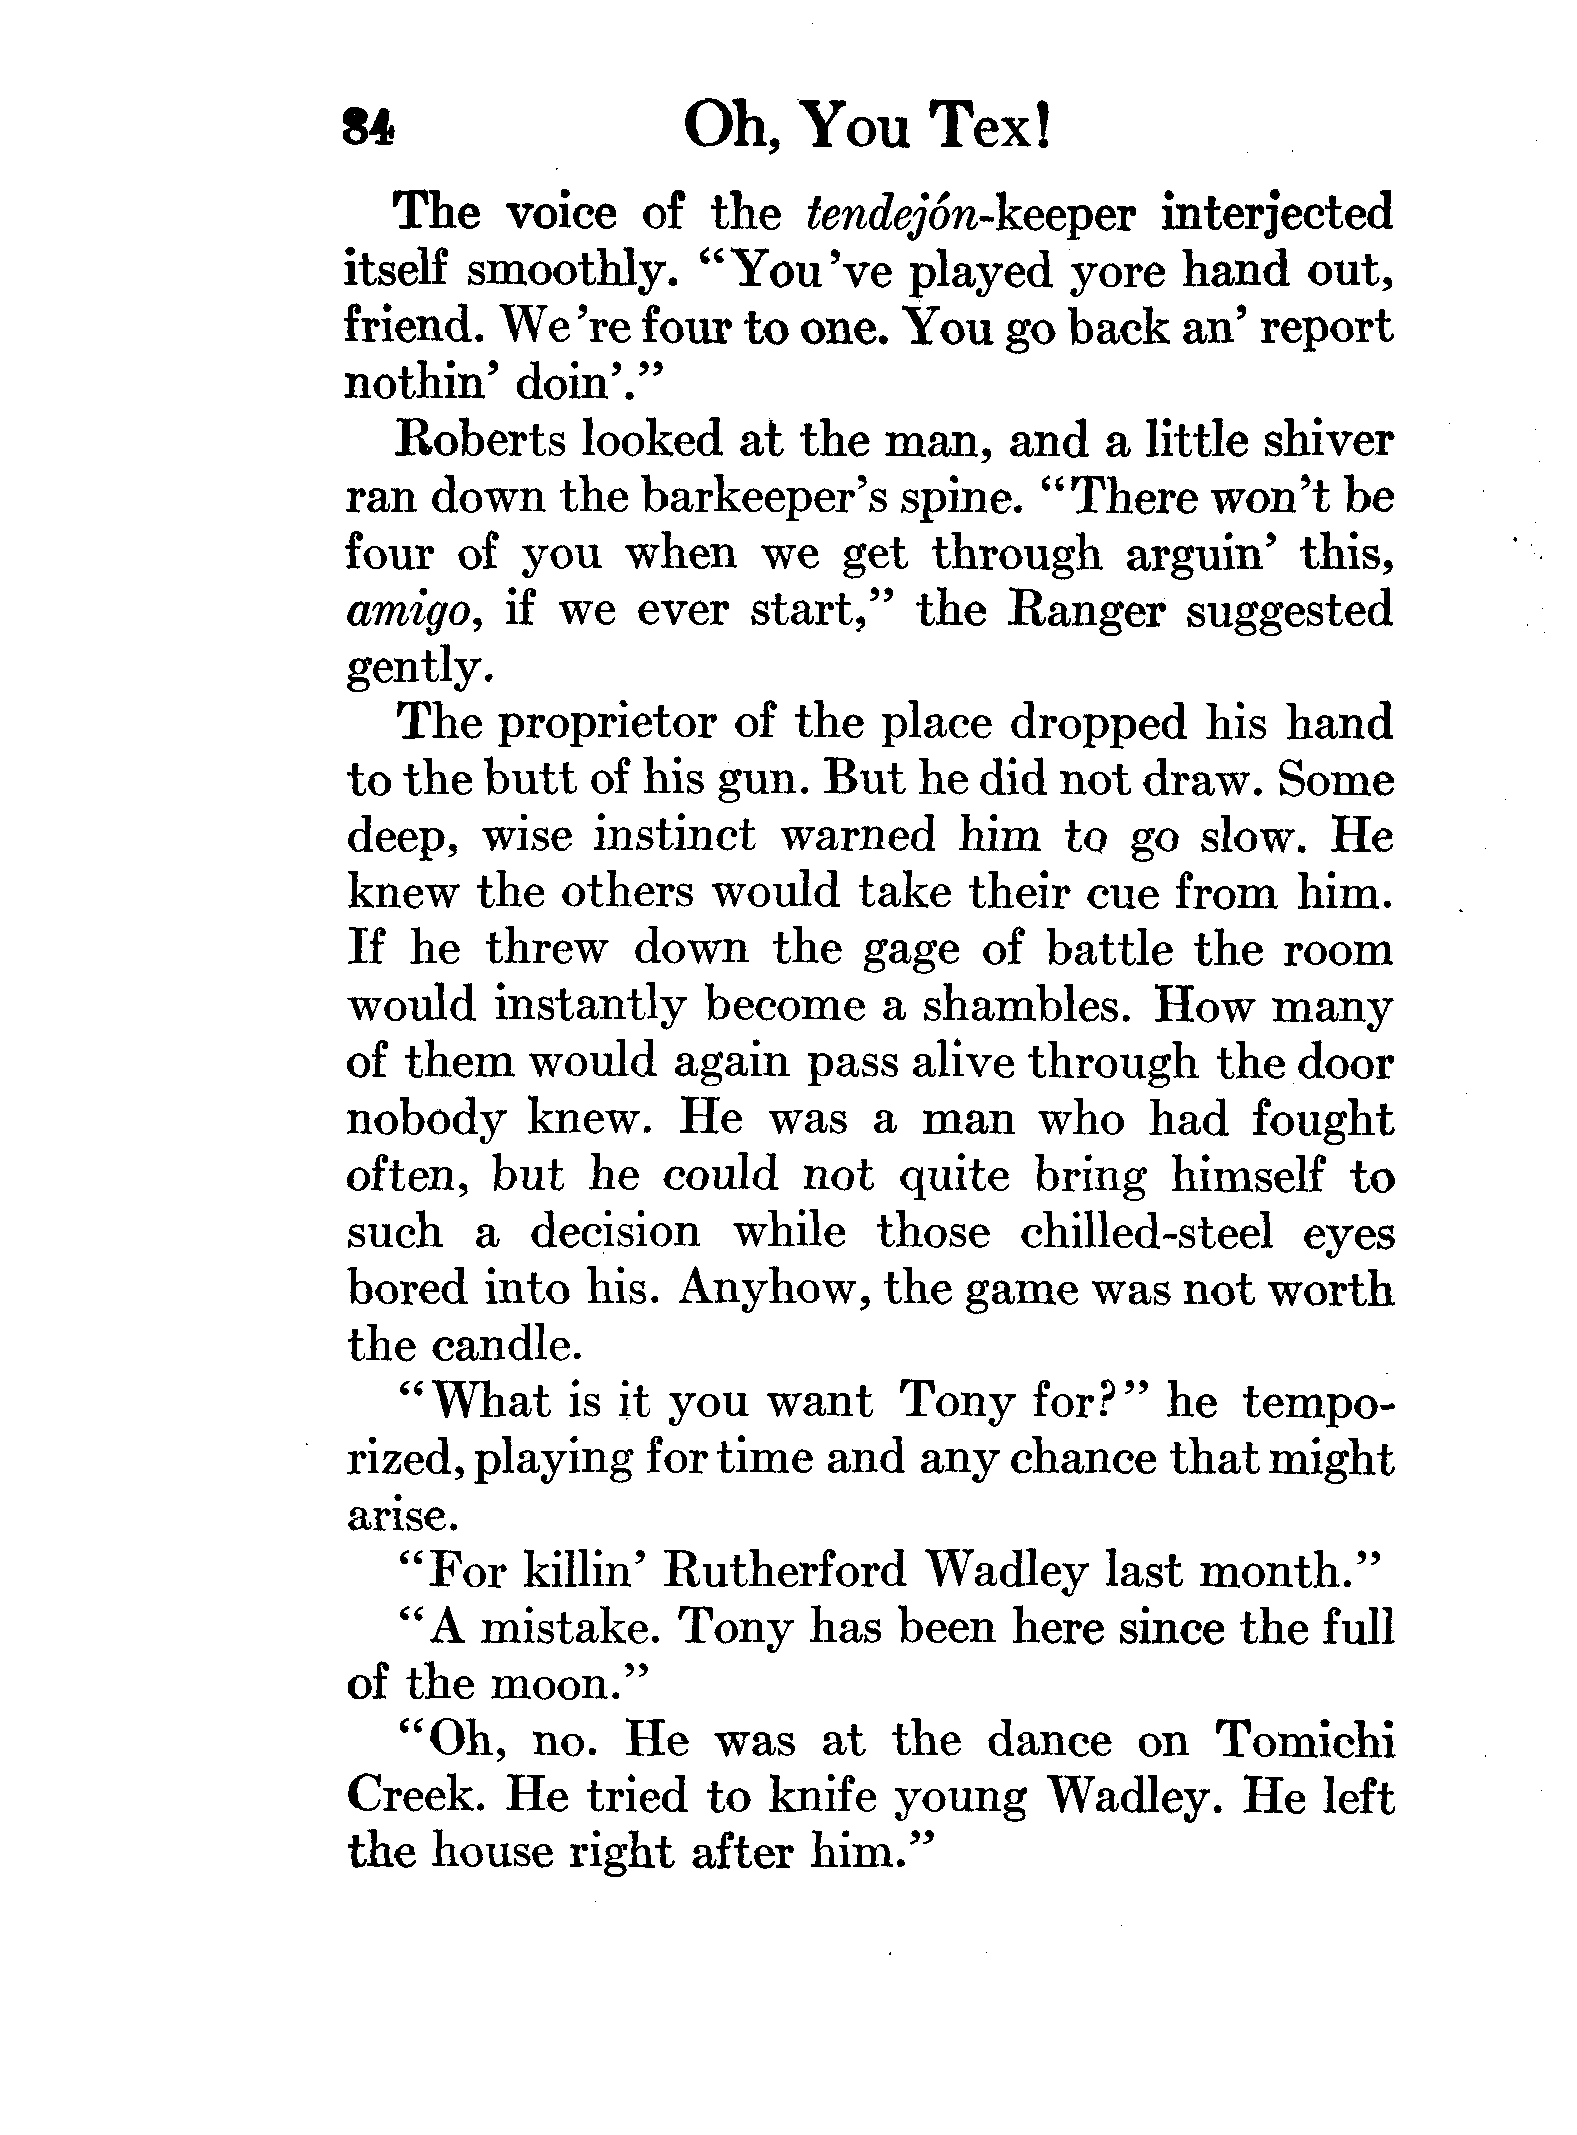 84 Oh, You Tex!
The voice of the tendejón-keeper interjected
itself smoothly. “You’ve played yore hand out,
friend. We’re four to one. You go back an’ report
nothin’ doin’.”
Roberts looked at the man, and a little shiver
ran down the barkeeper’s spine. “There won’t be
four of you when we get through arguin’ this,
amigo, if we ever start,” the Ranger suggested
gently.
The proprietor of the place dropped his hand
to the butt of his gun. But he did not draw. Some
deep, wise instinct warned him to go slow. He
knew the others would take their cue from him.
If he threw down the gage of battle the room
would instantly become a shambles. How many
of them would again pass alive through the door
nobody knew. He was a man who had fought
often, but he could not quite bring himself to
such a decision while those chilled-steel eyes
bored into his. Anyhow, the game was not worth
the candle.
“What is it you want Tony for?” he tempo-
rized, playing for time and any chance that might
arise.
“For killin’ Rutherford Wadley last month.”
“A mistake. Tony has been here since the full
of the moon.”
“Oh, no. He was at the dance on Tomichi
Creek. He tried to knife young Wadley. He left
the house right after him.”